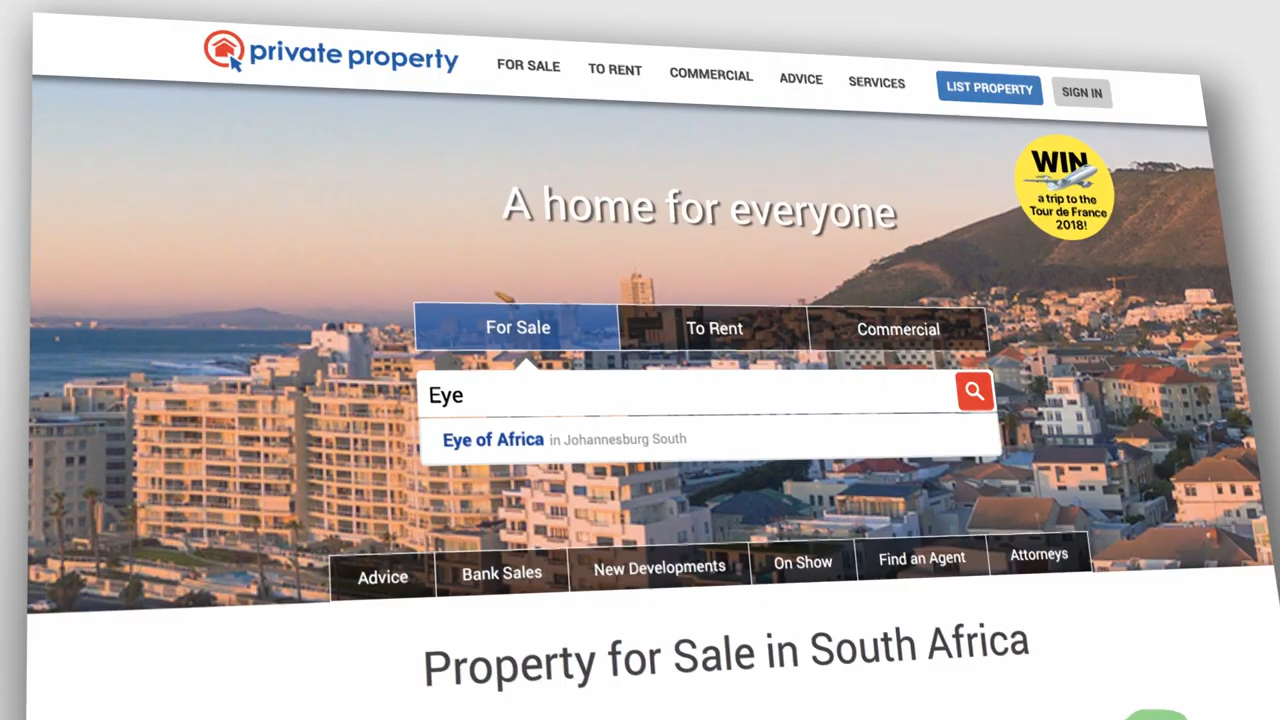 private property
FOR SALE
TO RENT
COMMERCIAL
ADVICE
SERVICES
LIST PROPERTY
SIGN IN
WIN
a trip to the
Tour de France
2018!
A home for everyone
For Sale
To Rent
Commercial
Eye
Eye of Africa in Johannesburg South
Advice
Bank Sales
New Developments
On Show
Find an Agent
Attorneys
Property for Sale in South Africa